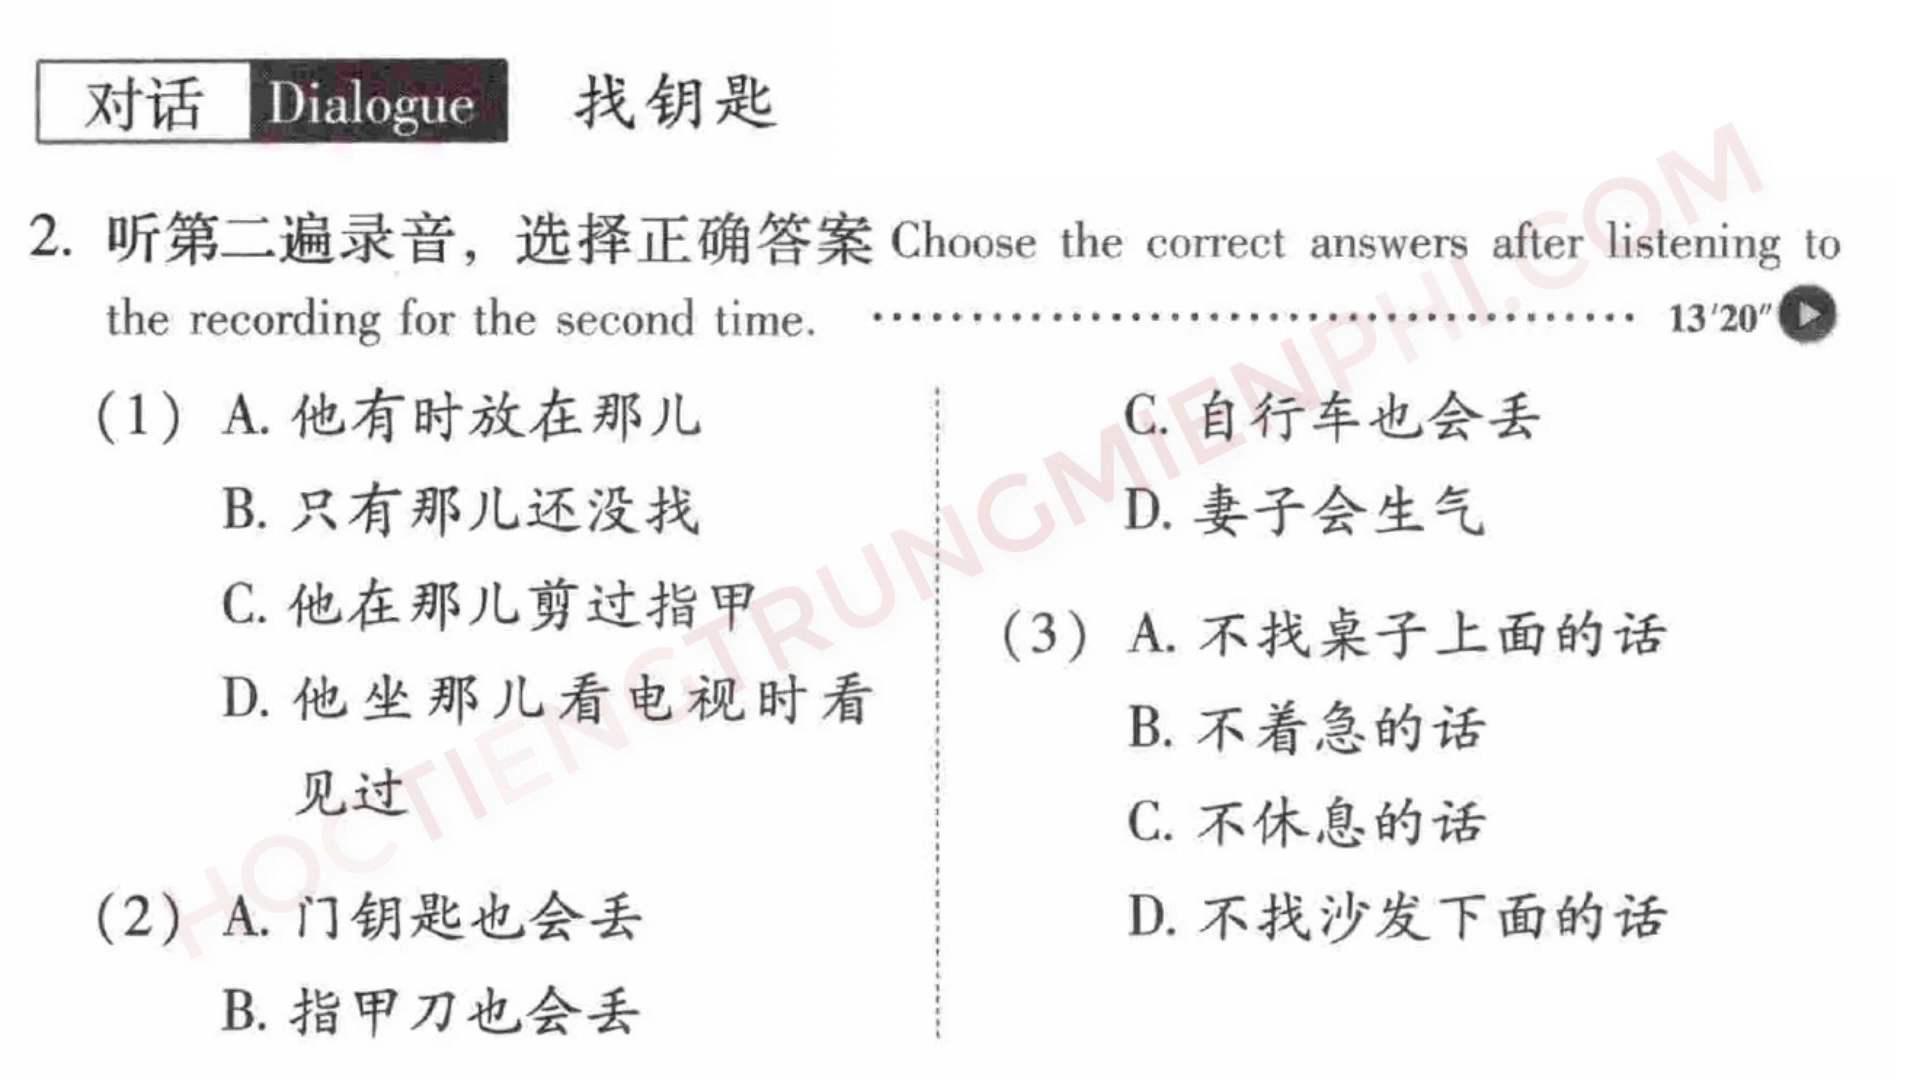 对话 Dialogue 找钥匙
2. 听第二遍录音，选择正确答案 Choose the correct answers after listening to
the recording for the second time. ······································ 13′20″
(1) A. 他有时放在那儿
B. 只有那儿还没找
C. 他在那儿剪过指甲
D. 他坐那儿看电视时看
见过
(2) A. 门钥匙也会丢
B. 指甲刀也会丢
C. 自行车也会丢
D. 妻子会生气
(3) A. 不找桌子上面的话
B. 不着急的话
C. 不休息的话
D. 不找沙发下面的话
HOCTIENGTRUNGMIENPHI.COM